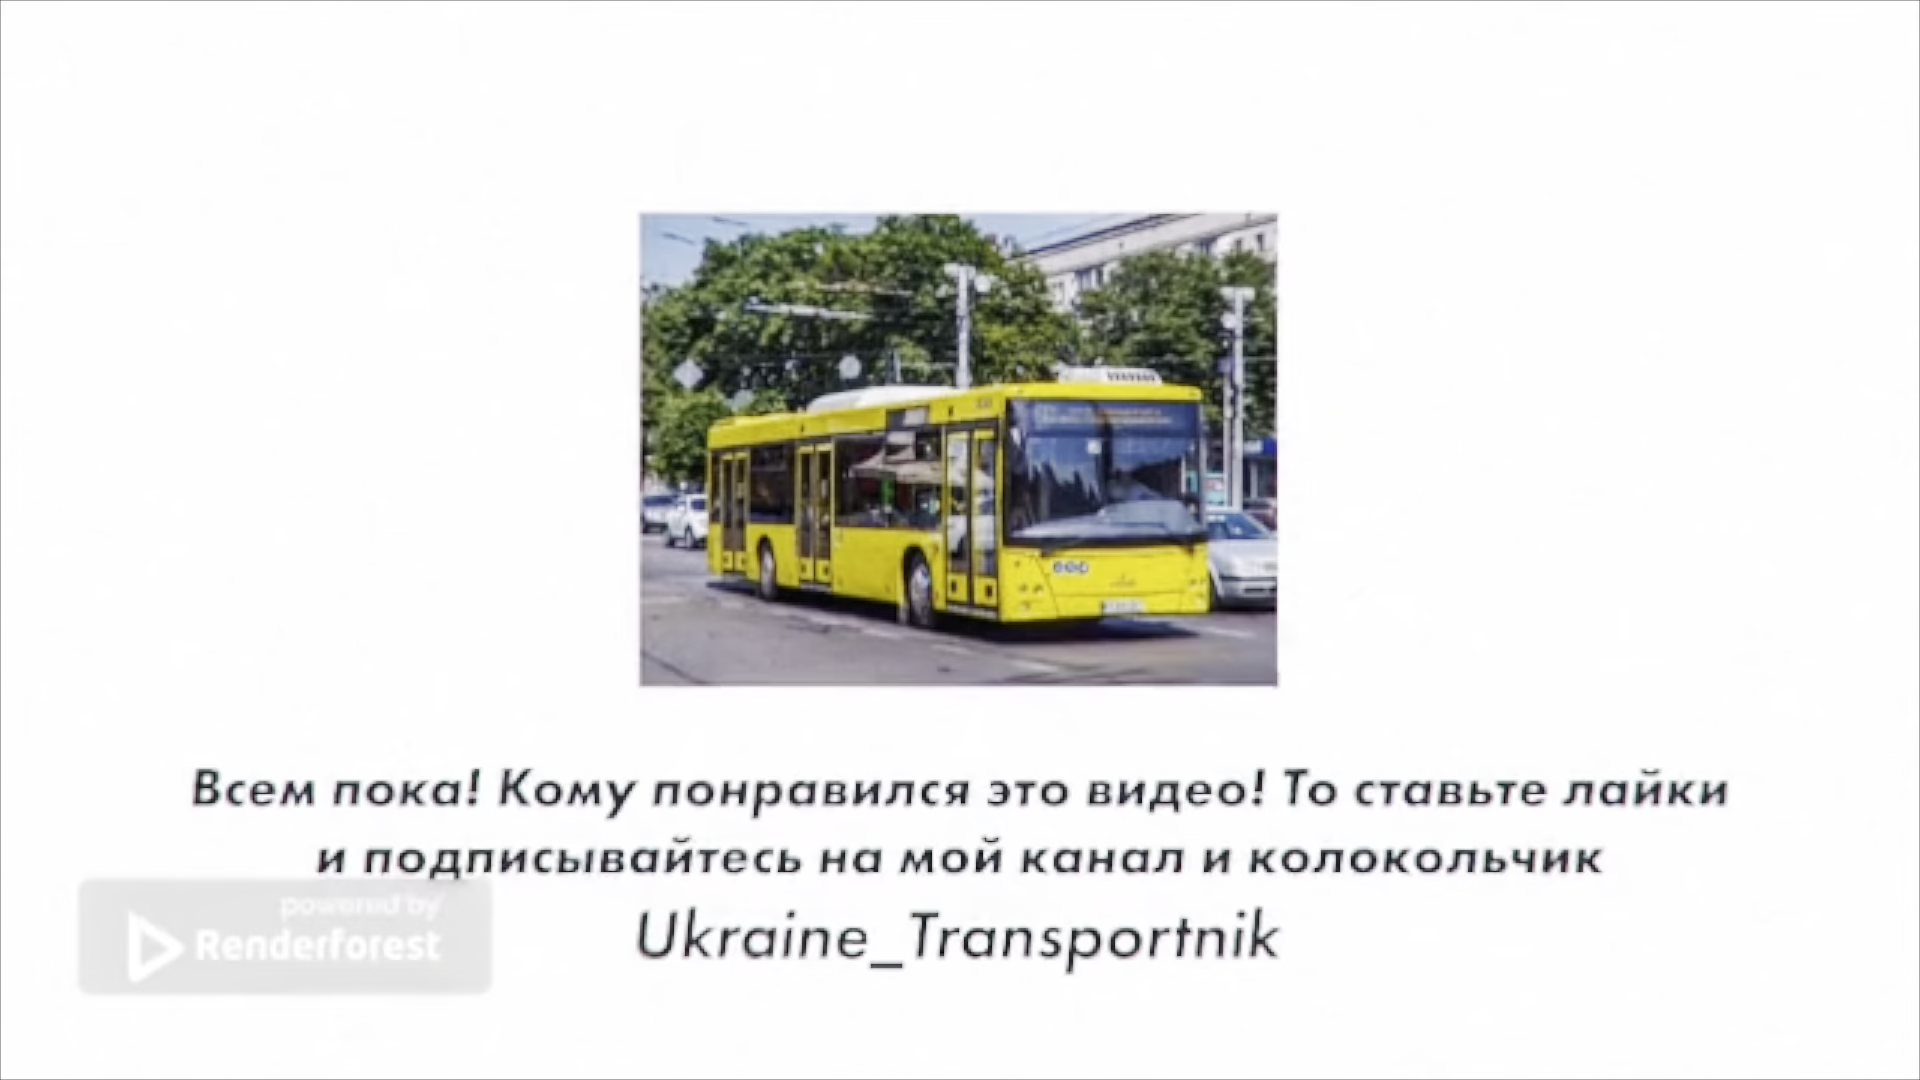 Всем пока! Кому понравился это видео! То ставьте лайки
и подписывайтесь на мой канал и колокольчик
Ukraine_Transportnik
powered by
Renderforest